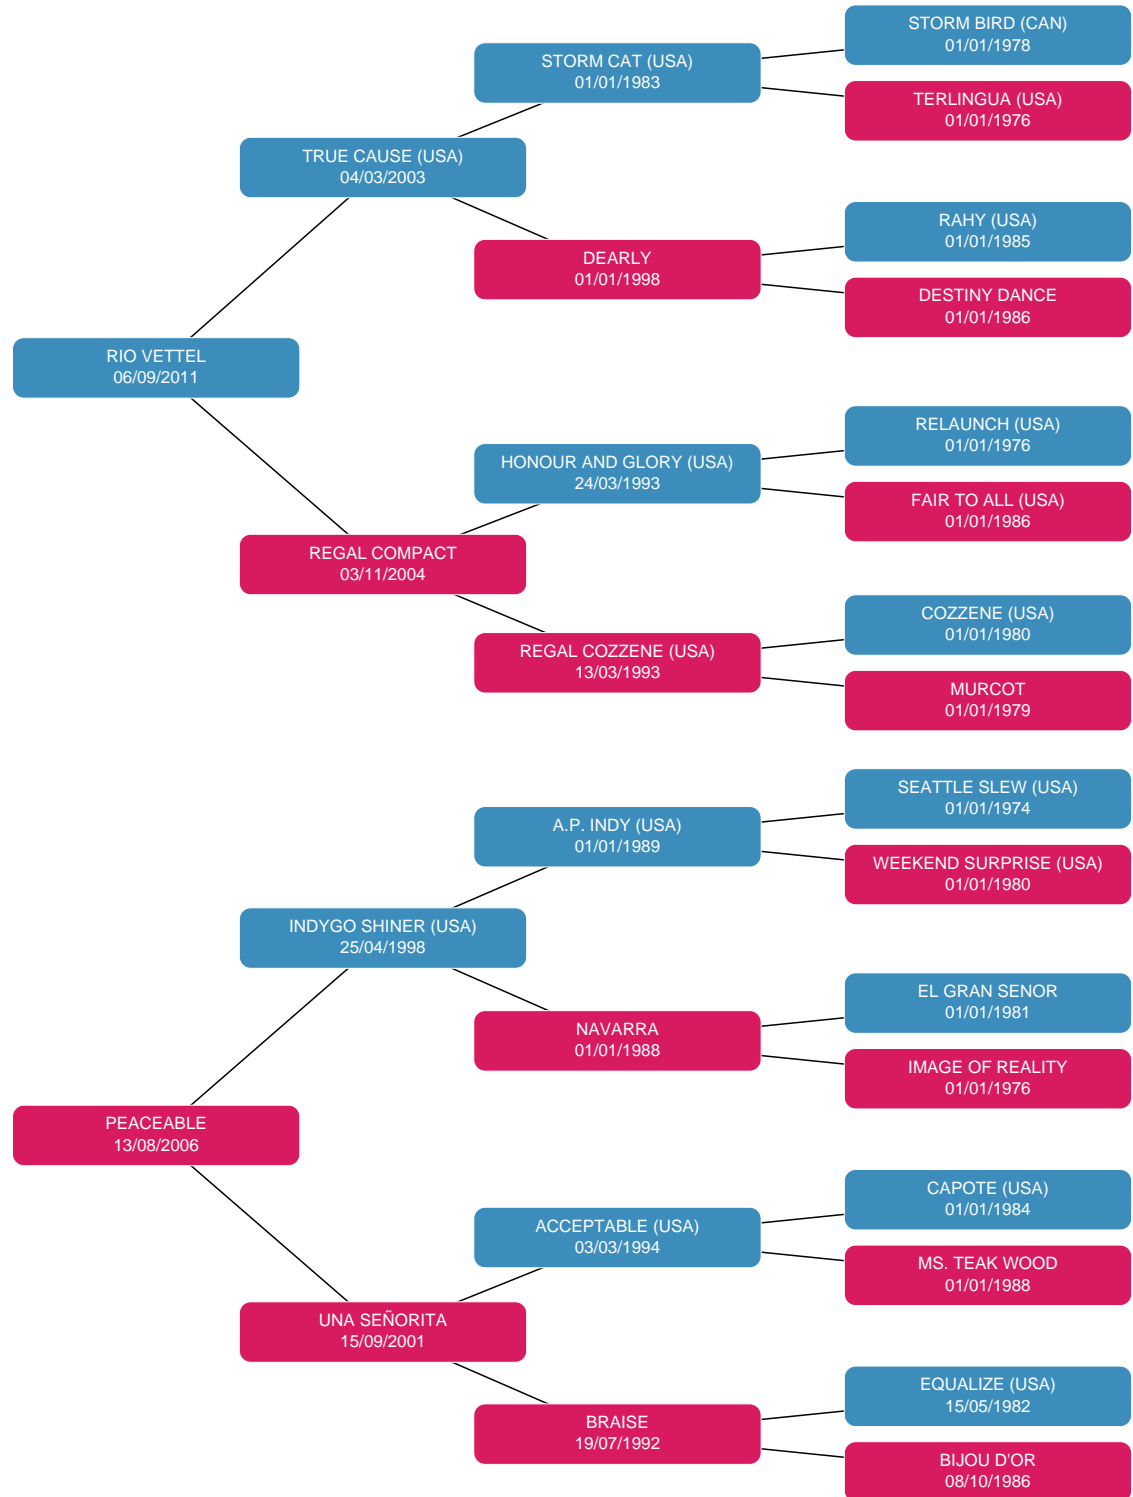 STORM BIRD (CAN)
01/01/1978
STORM CAT (USA)
01/01/1983
TERLINGUA (USA)
01/01/1976
TRUE CAUSE (USA)
04/03/2003
RAHY (USA)
01/01/1985
DEARLY
01/01/1998
DESTINY DANCE
01/01/1986
RIO VETTEL
06/09/2011
RELAUNCH (USA)
01/01/1976
HONOUR AND GLORY (USA)
24/03/1993
FAIR TO ALL (USA)
01/01/1986
REGAL COMPACT
03/11/2004
COZZENE (USA)
01/01/1980
REGAL COZZENE (USA)
13/03/1993
MURCOT
01/01/1979
SEATTLE SLEW (USA)
01/01/1974
A.P. INDY (USA)
01/01/1989
WEEKEND SURPRISE (USA)
01/01/1980
INDYGO SHINER (USA)
25/04/1998
EL GRAN SENOR
01/01/1981
NAVARRA
01/01/1988
IMAGE OF REALITY
01/01/1976
PEACEABLE
13/08/2006
CAPOTE (USA)
01/01/1984
ACCEPTABLE (USA)
03/03/1994
MS. TEAK WOOD
01/01/1988
UNA SEÑORITA
15/09/2001
EQUALIZE (USA)
15/05/1982
BRAISE
19/07/1992
BIJOU D'OR
08/10/1986